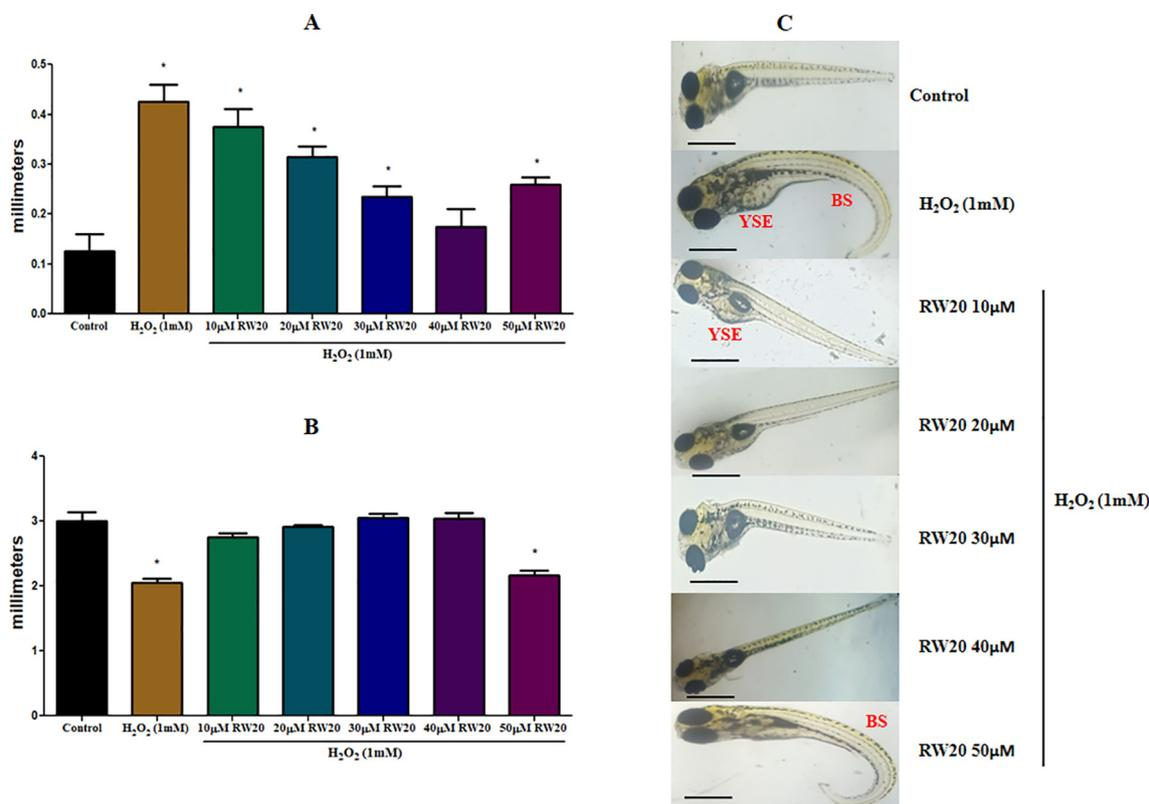 A
0.5
0.4
0.3
0.2
0.1
0.0
millimeters
* * * * * *
Control H₂O₂ (1mM) 10µM RW20 20µM RW20 30µM RW20 40µM RW20 50µM RW20
H₂O₂ (1mM)
B
4
3
2
1
0
millimeters
* *
Control H₂O₂ (1mM) 10µM RW20 20µM RW20 30µM RW20 40µM RW20 50µM RW20
H₂O₂ (1mM)
C
Control
YSE BS
H₂O₂ (1mM)
YSE
RW20 10µM
RW20 20µM
RW20 30µM
RW20 40µM
BS
RW20 50µM
H₂O₂ (1mM)